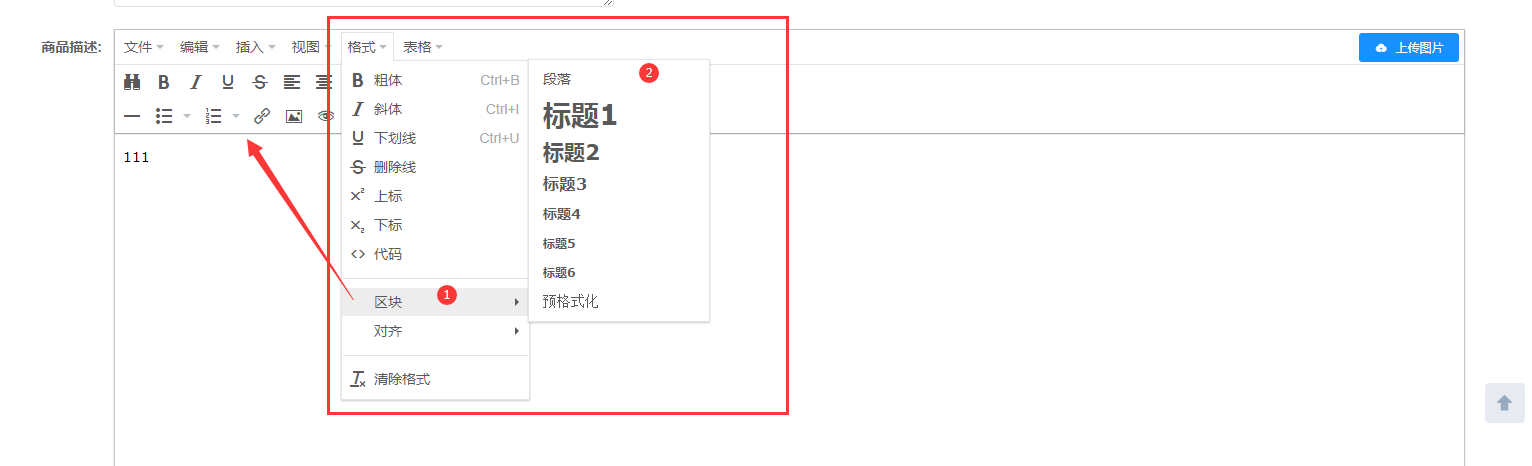 商品描述:
文件 编辑 插入 视图 格式 表格
上传图片
粗体 Ctrl+B
斜体 Ctrl+I
下划线 Ctrl+U
删除线
上标
下标
代码
区块 1
对齐
清除格式
段落 2
标题1
标题2
标题3
标题4
标题5
标题6
预格式化
111